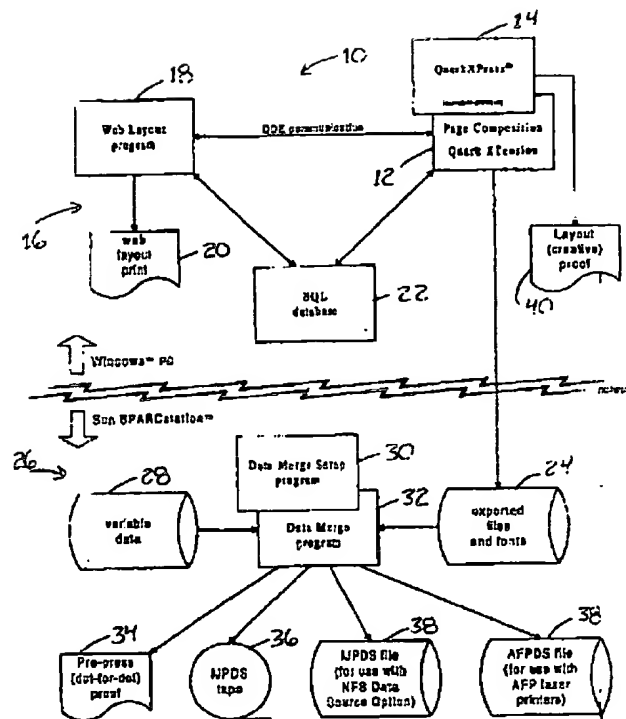 14
10
18
QuarkXPress™
Web Layout
program
DDE communication
Page Composition
Quark XTension
12
16
web
layout
print
20
SQL
database
22
Layout
(creative)
proof
40
Windows™ PC
Sun SPARCstation™
26
28
variable
data
30
Data Merge Setup
program
32
Data Merge
program
24
exported
files
and fonts
34
Pre-press
(dot-for-dot)
proof
36
IJPDS
tape
38
IJPDS file
(for use with
NFS Data
Source Option)
38
AFPDS file
(for use with
AFP laser
printers)